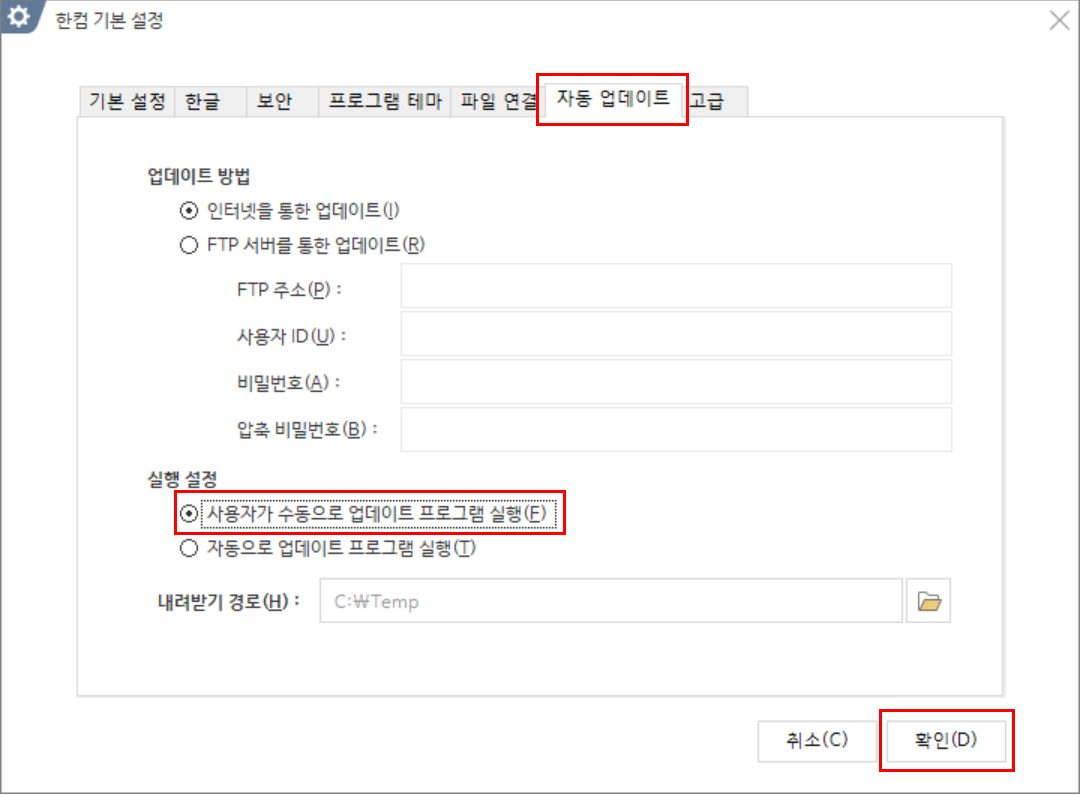 한컴 기본 설정
기본 설정 한글 보안 프로그램 테마 파일 연결 자동 업데이트 고급
업데이트 방법
인터넷을 통한 업데이트(I)
FTP 서버를 통한 업데이트(R)
FTP 주소(P) :
사용자 ID(U) :
비밀번호(A) :
압축 비밀번호(B) :
실행 설정
사용자가 수동으로 업데이트 프로그램 실행(F)
자동으로 업데이트 프로그램 실행(T)
내려받기 경로(H) : C:₩Temp
취소(C) 확인(D)